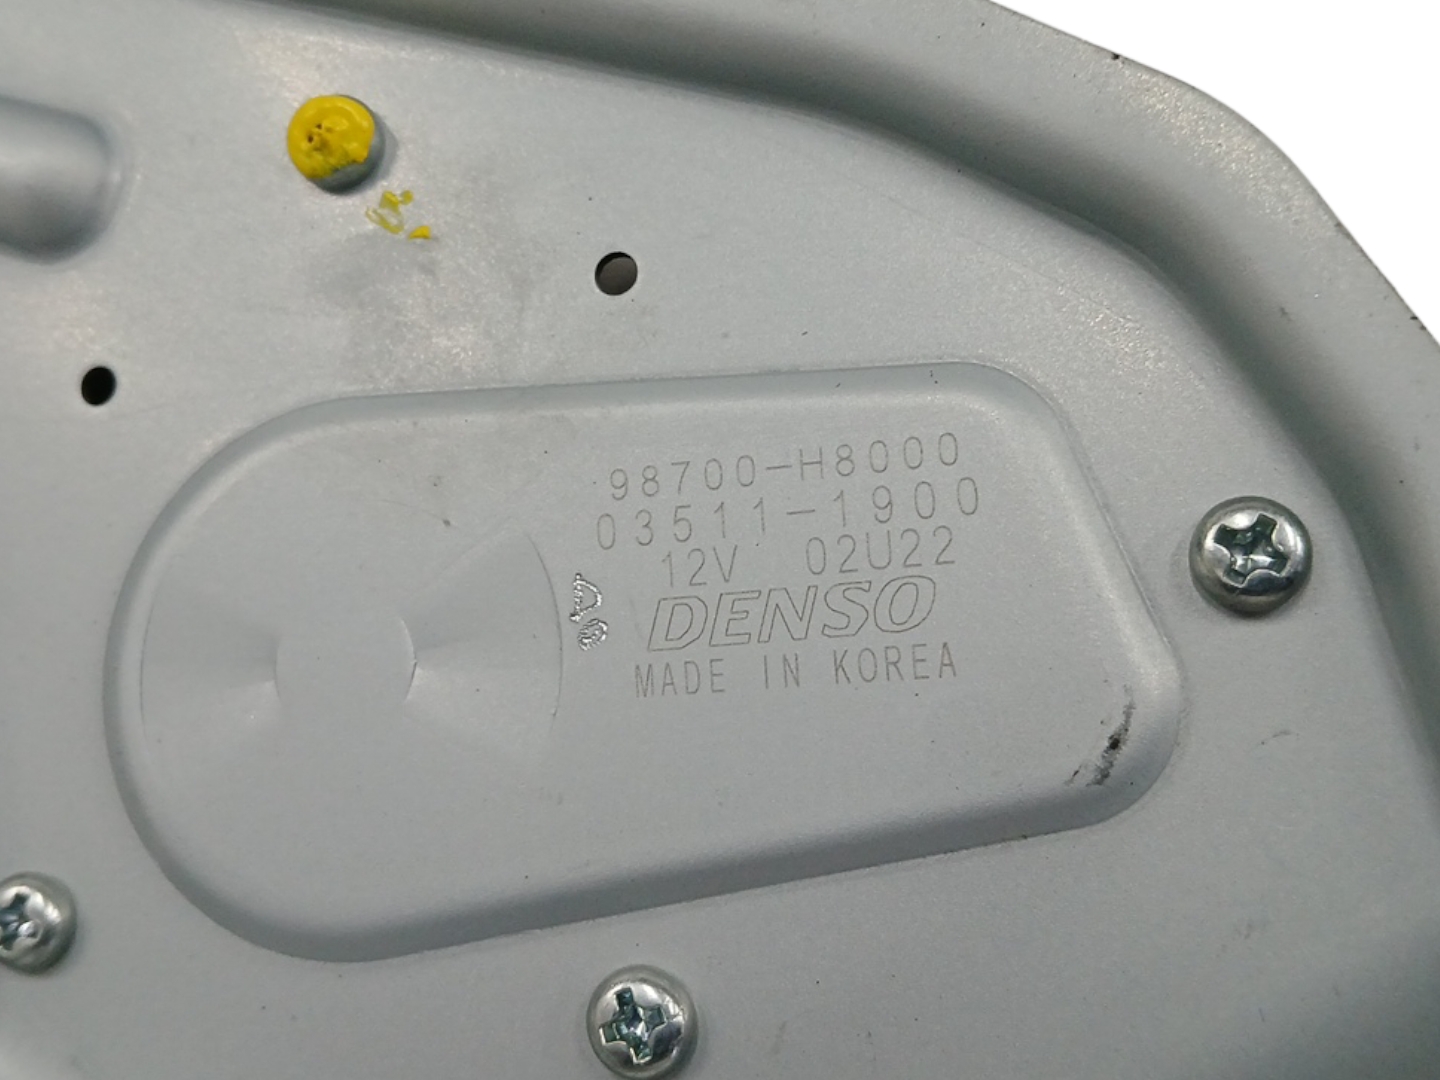 98700-H8000
03511-1900
12V 02U22
DENSO
MADE IN KOREA